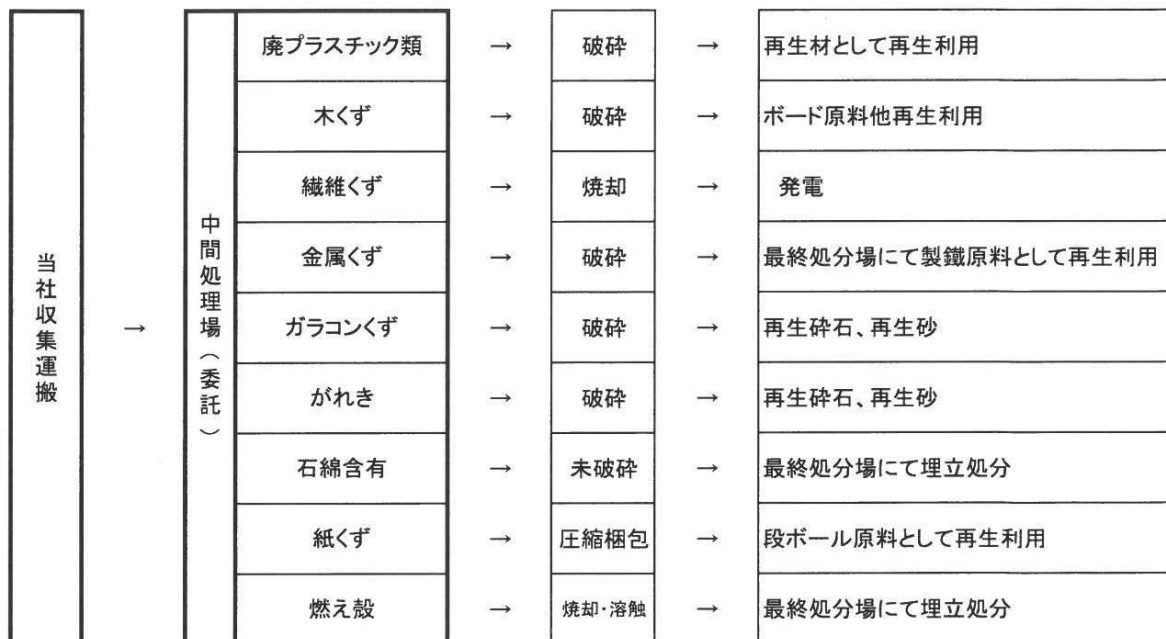 当社収集運搬
→
中間処理場（委託）
廃プラスチック類 → 破砕 → 再生材として再生利用
木くず → 破砕 → ボード原料他再生利用
繊維くず → 焼却 → 発電
金属くず → 破砕 → 最終処分場にて製鐵原料として再生利用
ガラコンくず → 破砕 → 再生砕石、再生砂
がれき → 破砕 → 再生砕石、再生砂
石綿含有 → 未破砕 → 最終処分場にて埋立処分
紙くず → 圧縮梱包 → 段ボール原料として再生利用
燃え殻 → 焼却・溶触 → 最終処分場にて埋立処分